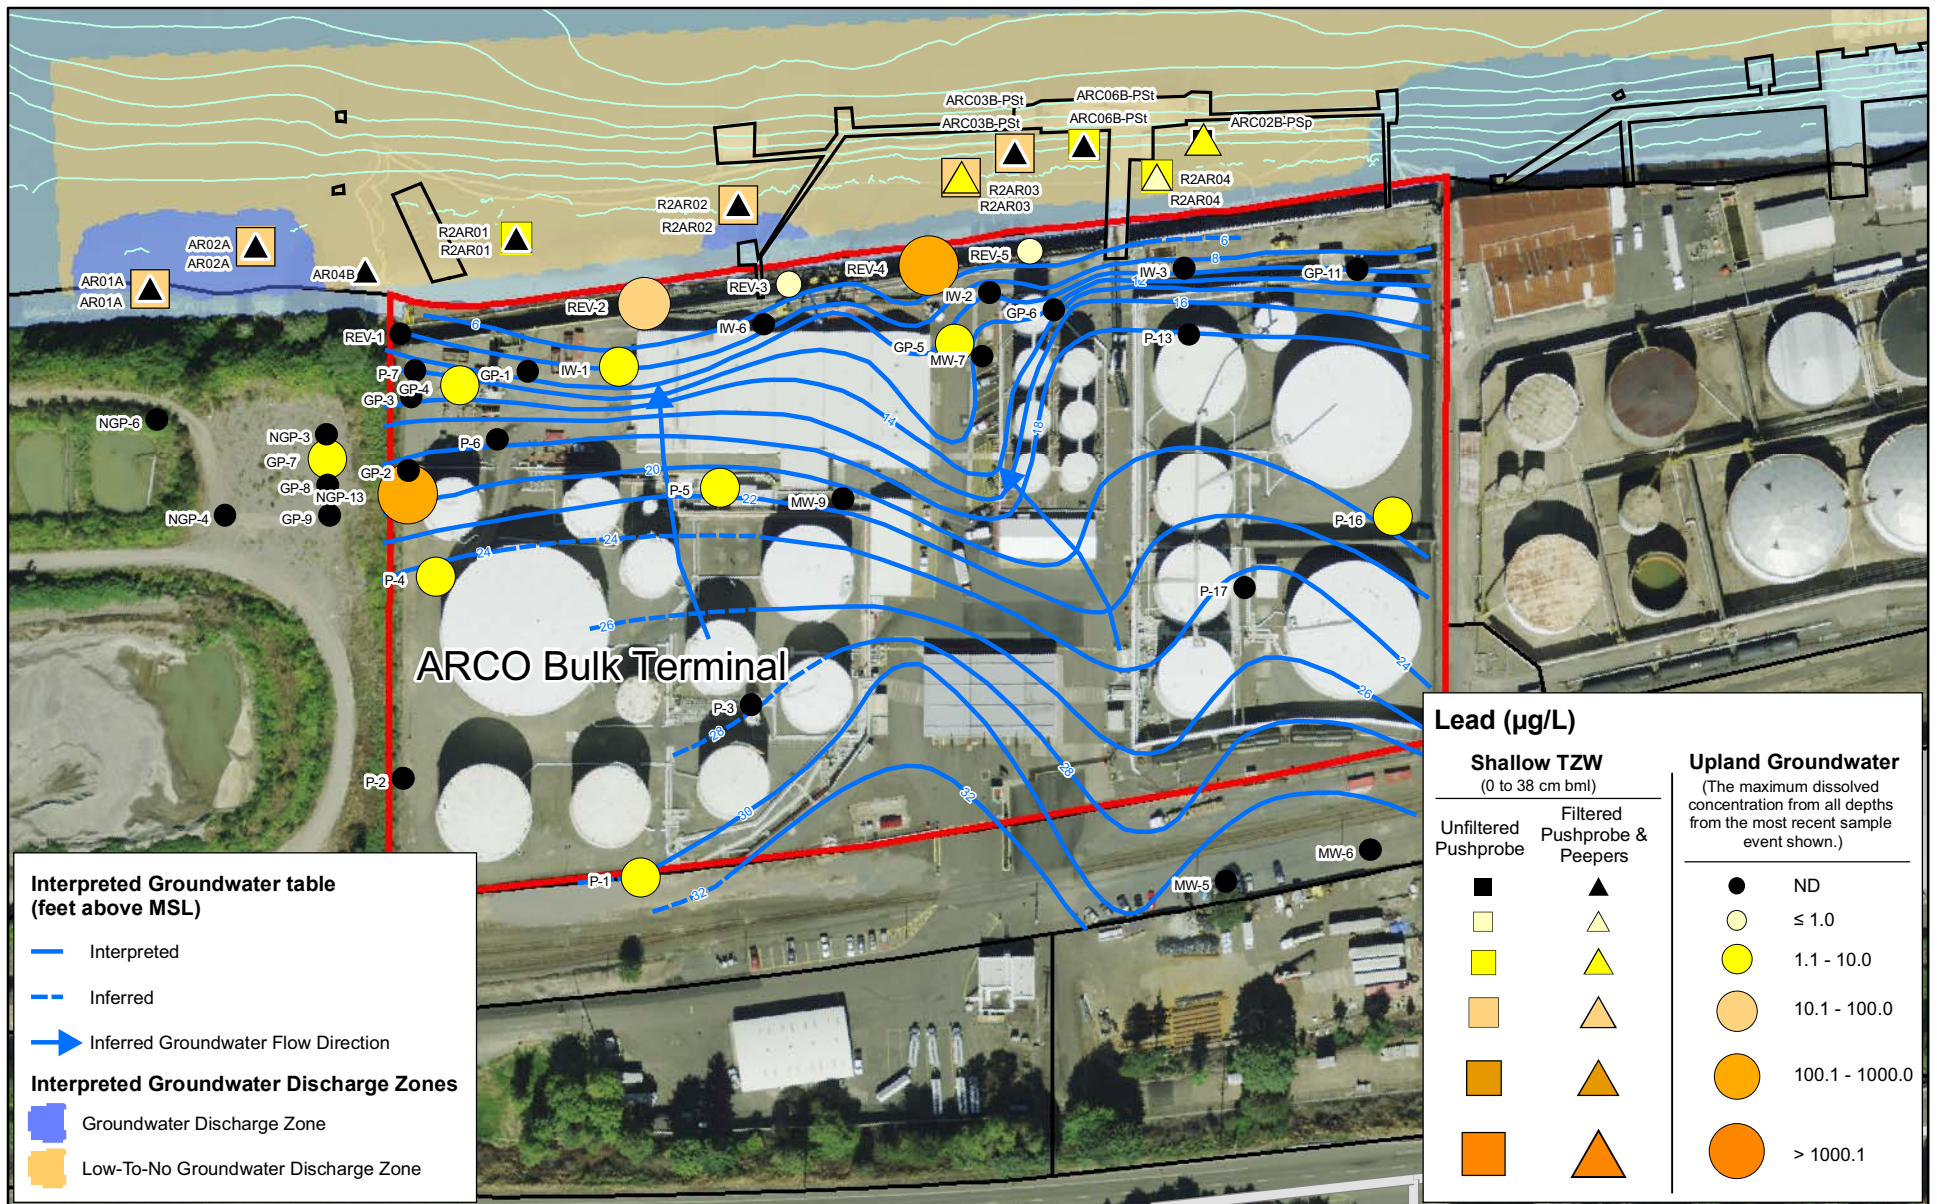 ARC03B-PSt
ARC06B-PSt
ARC03B-PSt
ARC06B-PSt
ARC02B-PSp
R2AR03
R2AR03
R2AR04
R2AR04
R2AR02
R2AR02
R2AR01
R2AR01
AR02A
AR02A
AR04B
AR01A
AR01A
REV-5
REV-4
REV-3
REV-2
REV-1
IW-3
GP-11
IW-2
GP-6
IW-6
P-13
GP-5
MW-7
P-7
GP-4
GP-1
IW-1
GP-3
NGP-6
NGP-3
P-6
GP-7
GP-2
GP-8
NGP-13
P-5
MW-9
NGP-4
GP-9
P-16
P-4
P-17
P-3
P-2
P-1
MW-6
MW-5
6
6
8
12
16
14
18
20
22
24
24
26
24
26
28
28
30
32
32
ARCO Bulk Terminal
Interpreted Groundwater table
(feet above MSL)
Interpreted
Inferred
Inferred Groundwater Flow Direction
Interpreted Groundwater Discharge Zones
Groundwater Discharge Zone
Low-To-No Groundwater Discharge Zone
Lead (µg/L)
Shallow TZW
(0 to 38 cm bml)
Unfiltered
Pushprobe
Filtered
Pushprobe &
Peepers
Upland Groundwater
(The maximum dissolved
concentration from all depths
from the most recent sample
event shown.)
ND
≤ 1.0
1.1 - 10.0
10.1 - 100.0
100.1 - 1000.0
> 1000.1